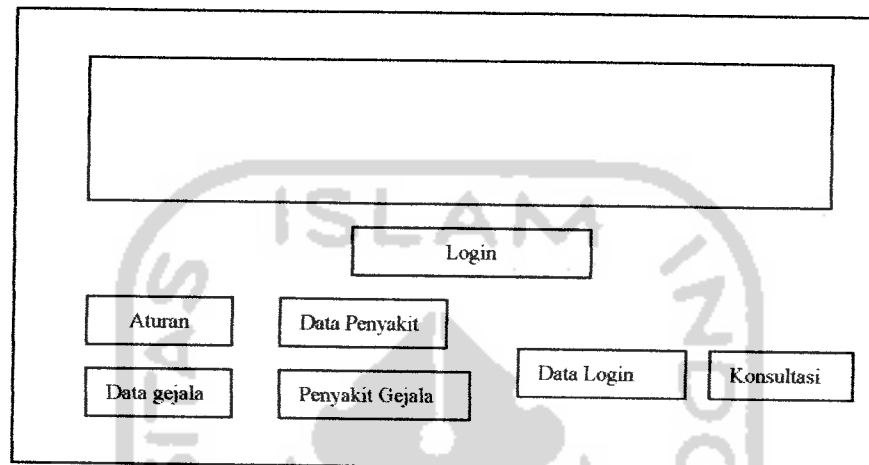 ISLAM
Login
Aturan
Data Penyakit
Data Login
Konsultasi
Data gejala
Penyakit Gejala